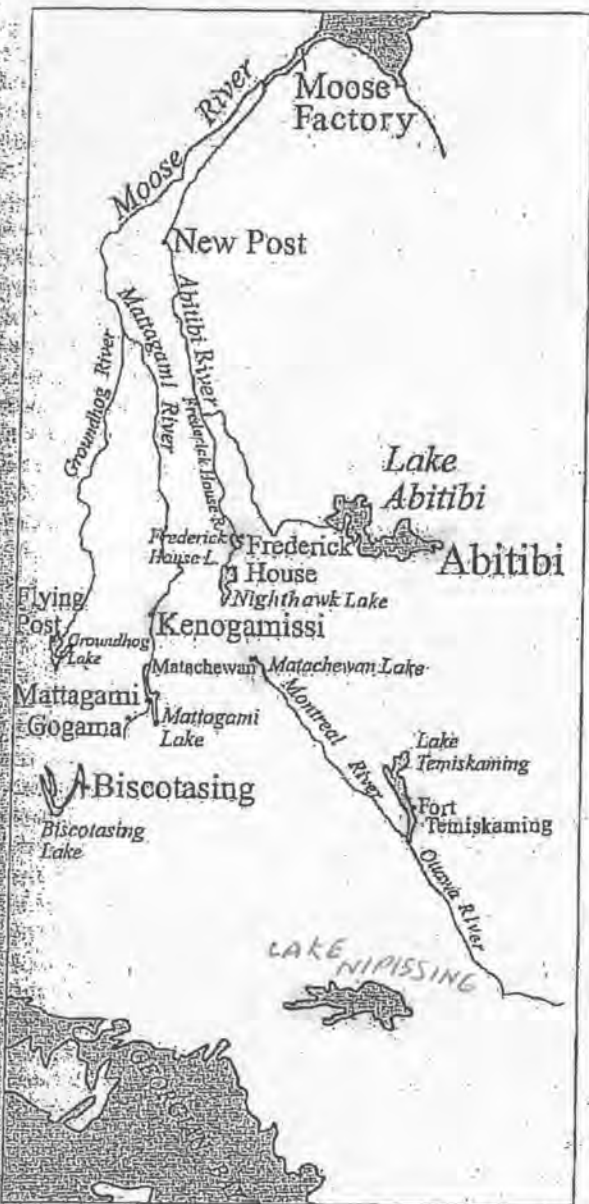 Moose River
Moose
Factory
New Post
Abitibi River
Mattagami River
Groundhog River
Frederick House R.
Lake
Abitibi
Abitibi
Frederick
House L.
Frederick
House
Nighthawk Lake
Flying
Post
Groundhog
Lake
Kenogamissi
Matachewan
Matachewan Lake
Mattagami
Gogama
Mattagami
Lake
Montreal River
Lake
Temiskaming
Biscotasing
Biscotasing
Lake
Fort
Temiskaming
Ottawa River
LAKE NIPISSING
GEORGIAN